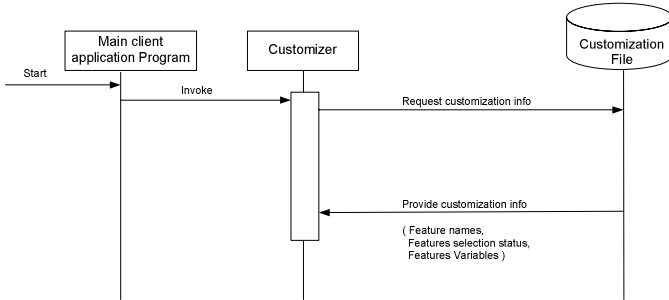 Main client
application Program
Customizer
Customization
File
Start
Invoke
Request customization info
Provide customization info
( Feature names,
Features selection status,
Features Variables )